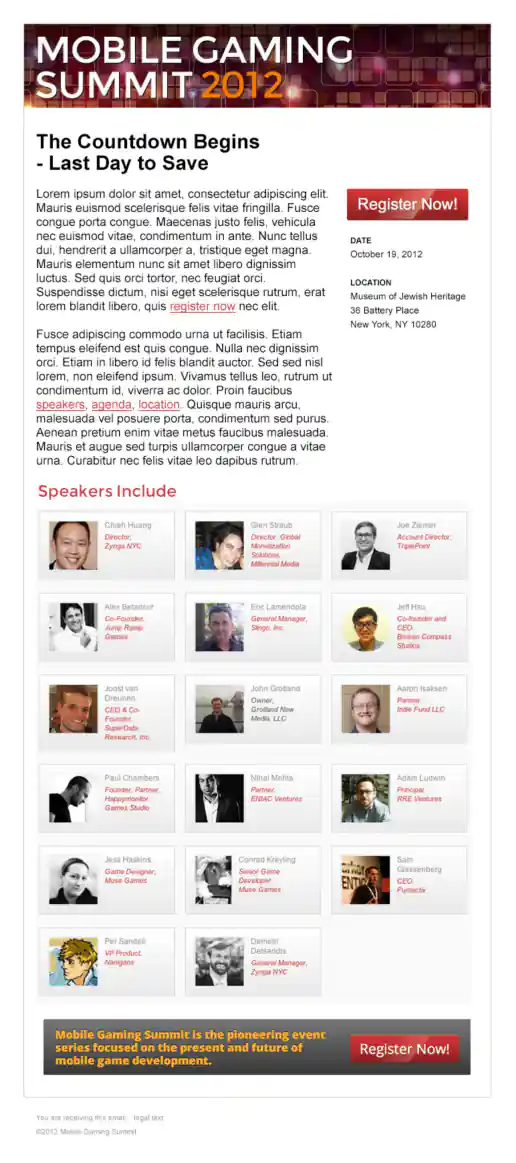 MOBILE GAMING
SUMMIT 2012
The Countdown Begins
- Last Day to Save
Lorem ipsum dolor sit amet, consectetur adipiscing elit.
Mauris euismod scelerisque felis vitae fringilla. Fusce
congue porta congue. Maecenas justo felis, vehicula
nec euismod vitae, condimentum in ante. Nunc tellus
dui, hendrerit a ullamcorper a, tristique eget magna.
Mauris elementum nunc sit amet libero dignissim
luctus. Sed quis orci tortor, nec feugiat orci.
Suspendisse dictum, nisi eget scelerisque rutrum, erat
lorem blandit libero, quis register now nec elit.
Fusce adipiscing commodo urna ut facilisis. Etiam
tempus eleifend est quis congue. Nulla nec dignissim
orci. Etiam in libero id felis blandit auctor. Sed sed nisl
lorem, non eleifend ipsum. Vivamus tellus leo, rutrum ut
condimentum id, viverra ac dolor. Proin faucibus
speakers, agenda, location. Quisque mauris arcu,
malesuada vel posuere porta, condimentum sed purus.
Aenean pretium enim vitae metus faucibus malesuada.
Mauris et augue sed turpis ullamcorper congue a vitae
urna. Curabitur nec felis vitae leo dapibus rutrum.
Register Now!
DATE
October 19, 2012
LOCATION
Museum of Jewish Heritage
36 Battery Place
New York, NY 10280
Speakers Include
Chiah Huang
Director,
Zynga NYC
Glen Straub
Director, Global
Monetization
Solutions,
Millennial Media
Joe Ziemer
Account Director,
TriplePoint
Alex Betancur
Co-Founder,
Jump Ramp
Games
Eric Lamendola
General Manager,
Slingo, Inc.
Jeff Hsu
Co-founder and
CEO
Broken Compass
Studios
Joost van
Dreunen
CEO & Co-
Founder,
SuperData
Research, Inc.
John Grotland
Owner,
Grotland New
Media, LLC
Aaron Isaksen
Partner
Indie Fund LLC
Paul Chambers
Founder, Partner,
Happymonitor
Games Studio
Nihal Mehta
Partner,
ENIAC Ventures
Adam Ludwin
Principal
RRE Ventures
Jess Haskins
Game Designer,
Muse Games
Conrad Kreyling
Senior Game
Developer
Muse Games
Sam
Glassenberg
CEO,
Funtactix
Per Sandell
VP Product,
Nanigans
Demetri
Detsaridis
General Manager,
Zynga NYC
Mobile Gaming Summit is the pioneering event
series focused on the present and future of
mobile game development.
Register Now!
You are receiving this email. legal text
©2012 Mobile Gaming Summit